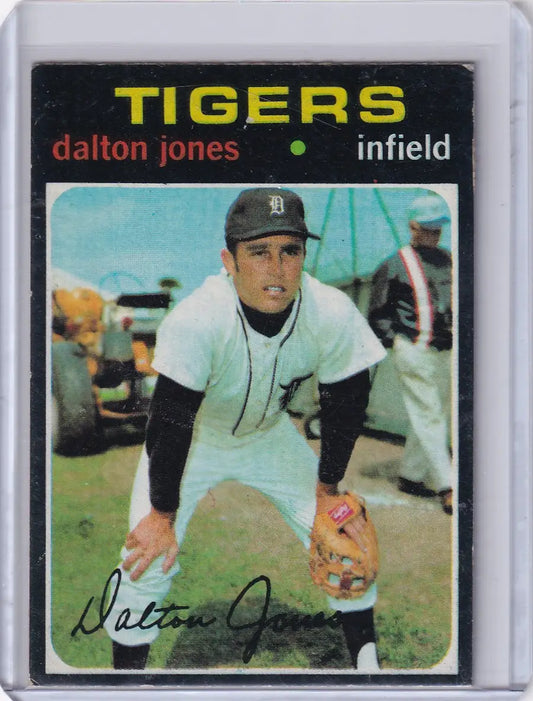 TIGERS
dalton jones • infield
D
Dalton Jones